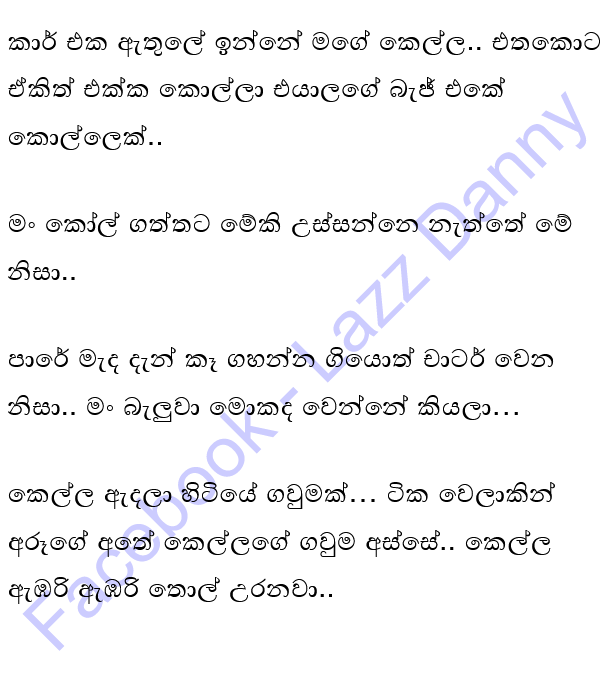 කාර් එක ඇතුලේ ඉන්නේ මගේ කෙල්ල.. එතකොට
ඒකිත් එක්ක කොල්ලා එයාලගේ බැජ් එකේ
කොල්ලෙක්..
මං කෝල් ගත්තට මේකි උස්සන්නෙ නැත්තේ මේ
නිසා..
පාරේ මැද දැන් කෑ ගහන්න ගියොත් චාටර් වෙන
නිසා.. මං බැලුවා මොකද වෙන්නේ කියලා...
කෙල්ල ඇදලා හිටියේ ගවුමක්... ටික වෙලාකින්
අරූගේ අතේ කෙල්ලගේ ගවුම අස්සේ.. කෙල්ල
ඇඹරි ඇඹරි තොල් උරනවා..
Facebook - Lazz Danny